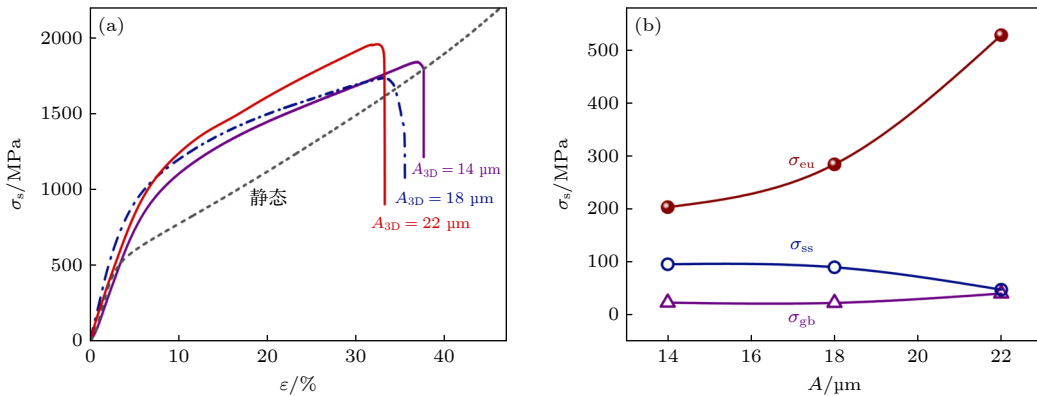 (a)
2000
1500
1000
500
0
σs/MPa
0 10 20 30 40
ε/%
静态
A3D = 14 µm
A3D = 18 µm
A3D = 22 µm
(b)
500
400
300
200
100
0
σs/MPa
14 16 18 20 22
A/µm
σeu
σss
σgb